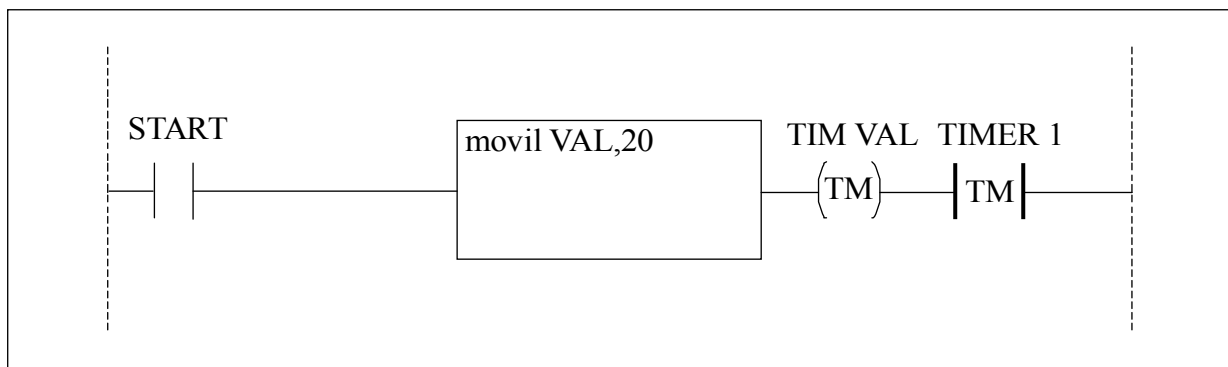 START
movil VAL,20
TIM VAL
TIMER 1
TM
TM